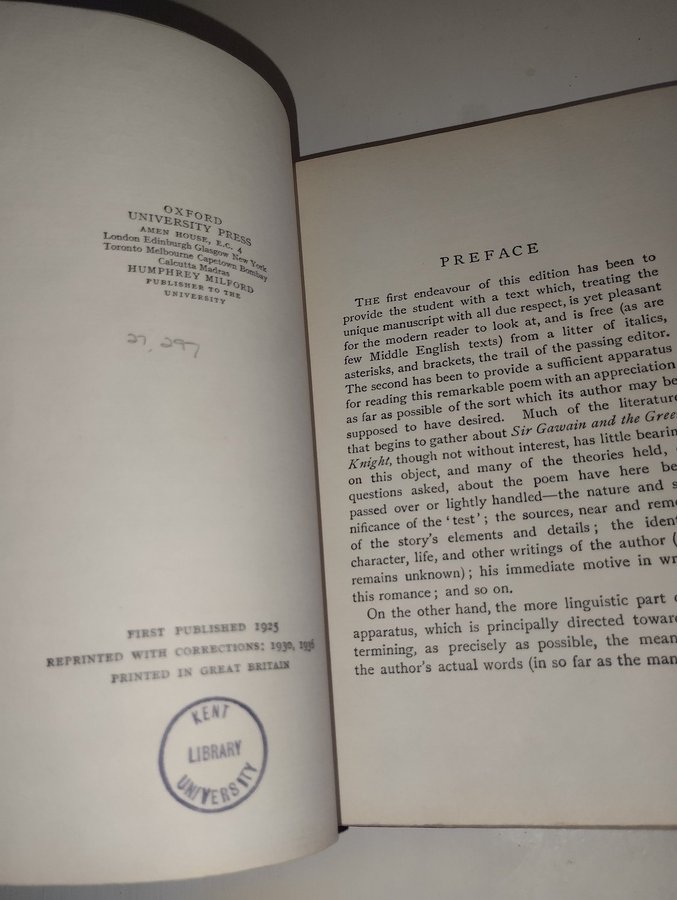 OXFORD
UNIVERSITY PRESS
AMEN HOUSE, E.C. 4
London Edinburgh Glasgow New York
Toronto Melbourne Capetown Bombay
Calcutta Madras
HUMPHREY MILFORD
PUBLISHER TO THE
UNIVERSITY
27,297
FIRST PUBLISHED 1925
REPRINTED WITH CORRECTIONS: 1930, 1936
PRINTED IN GREAT BRITAIN
KENT
LIBRARY
UNIVERSITY
PREFACE
THE first endeavour of this edition has been to
provide the student with a text which, treating the
unique manuscript with all due respect, is yet pleasant
for the modern reader to look at, and is free (as are
few Middle English texts) from a litter of italics,
asterisks, and brackets, the trail of the passing editor.
The second has been to provide a sufficient apparatus
for reading this remarkable poem with an appreciation
as far as possible of the sort which its author may be
supposed to have desired. Much of the literature
that begins to gather about Sir Gawain and the Gree
Knight, though not without interest, has little bearin
on this object, and many of the theories held,
questions asked, about the poem have here be
passed over or lightly handled—the nature and s
nificance of the ‘test’; the sources, near and rem
of the story's elements and details; the iden
character, life, and other writings of the author (
remains unknown); his immediate motive in wr
this romance; and so on.
On the other hand, the more linguistic part
apparatus, which is principally directed towar
termining, as precisely as possible, the mean
the author's actual words (in so far as the man